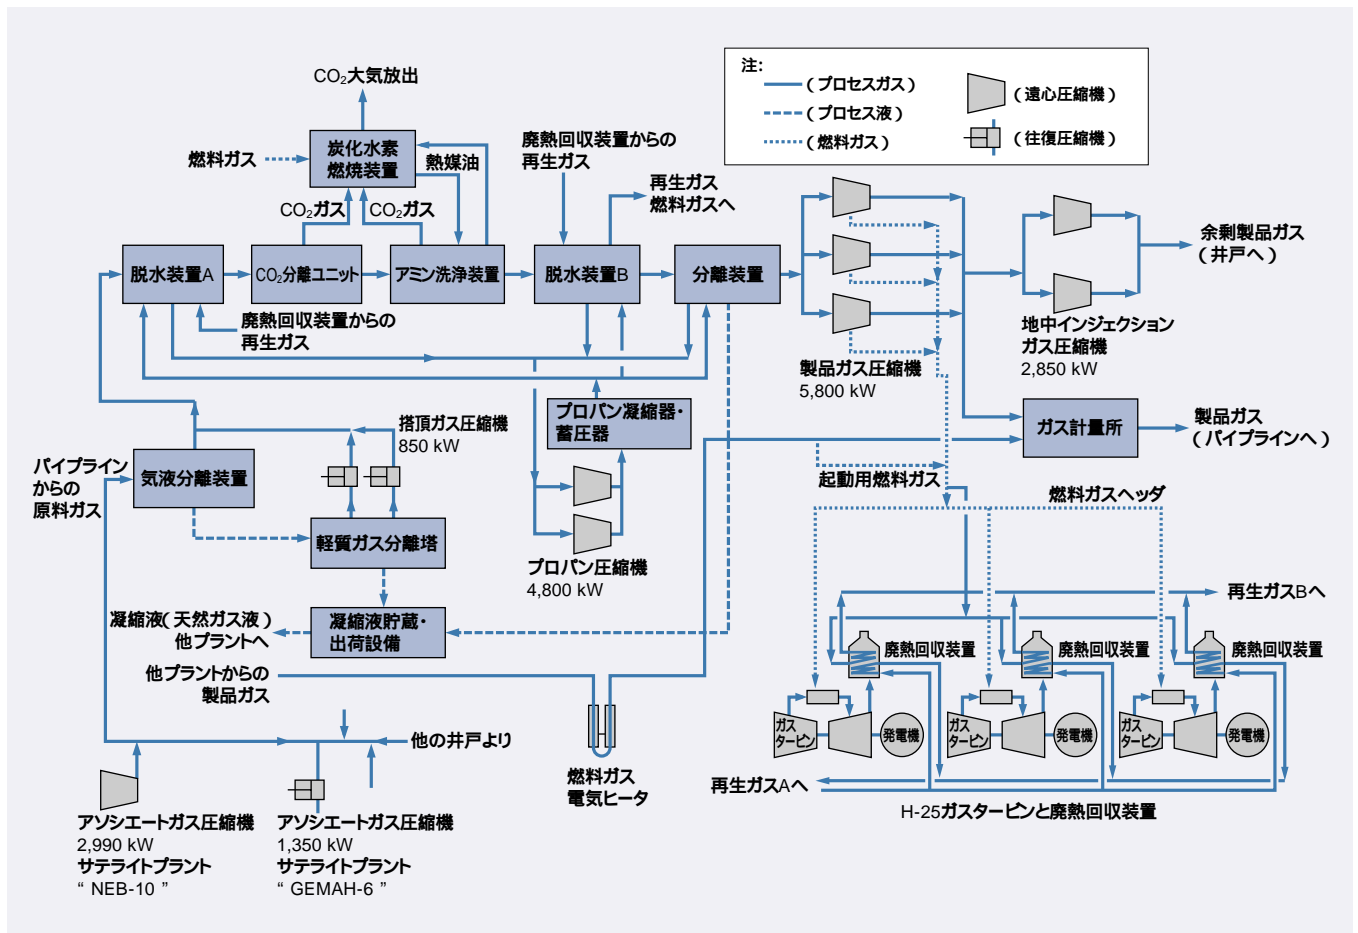 注:
（プロセスガス）
（プロセス液）
（燃料ガス）
（遠心圧縮機）
（往復圧縮機）
CO₂大気放出
燃料ガス
炭化水素
燃焼装置
熱媒油
CO₂ガス
CO₂ガス
廃熱回収装置からの
再生ガス
再生ガス
燃料ガスへ
脱水装置A
CO₂分離ユニット
アミン洗浄装置
脱水装置B
分離装置
廃熱回収装置からの
再生ガス
余剰製品ガス
（井戸へ）
地中インジェクション
ガス圧縮機
2,850 kW
製品ガス圧縮機
5,800 kW
プロパン凝縮器・
蓄圧器
搭頂ガス圧縮機
850 kW
ガス計量所
製品ガス
（パイプラインへ）
パイプライン
からの
原料ガス
気液分離装置
起動用燃料ガス
燃料ガスヘッダ
軽質ガス分離塔
プロパン圧縮機
4,800 kW
凝縮液（天然ガス液）
他プラントへ
凝縮液貯蔵・
出荷設備
再生ガスBへ
廃熱回収装置
廃熱回収装置
廃熱回収装置
他プラントからの
製品ガス
ガス
タービン
発電機
ガス
タービン
発電機
ガス
タービン
発電機
他の井戸より
燃料ガス
電気ヒータ
再生ガスAへ
H-25ガスタービンと廃熱回収装置
アソシエートガス圧縮機
2,990 kW
サテライトプラント
“ NEB-10 ”
アソシエートガス圧縮機
1,350 kW
サテライトプラント
“ GEMAH-6 ”